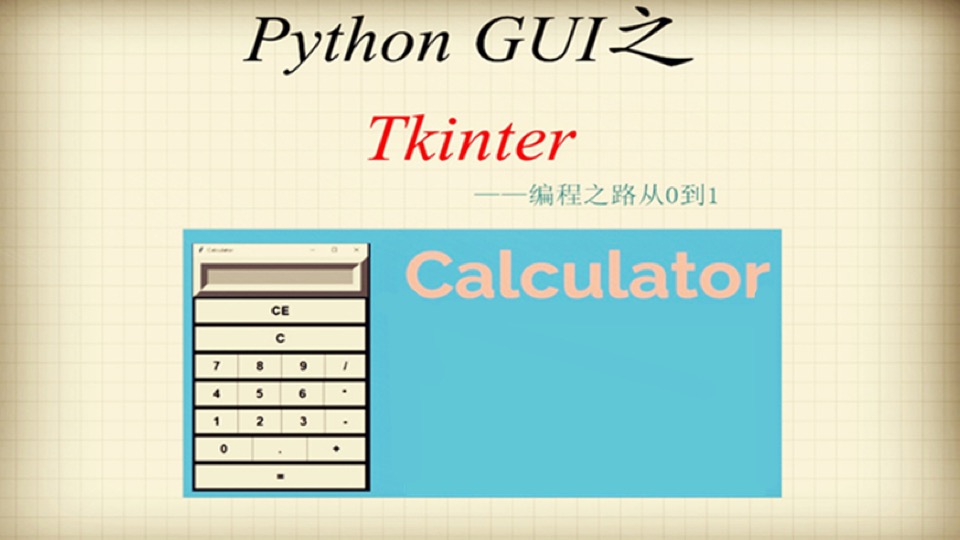 Python GUI之
Tkinter
——编程之路从0到1
Calculator
Calculator
CE
C
7 8 9 /
4 5 6 *
1 2 3 -
0 . +
=